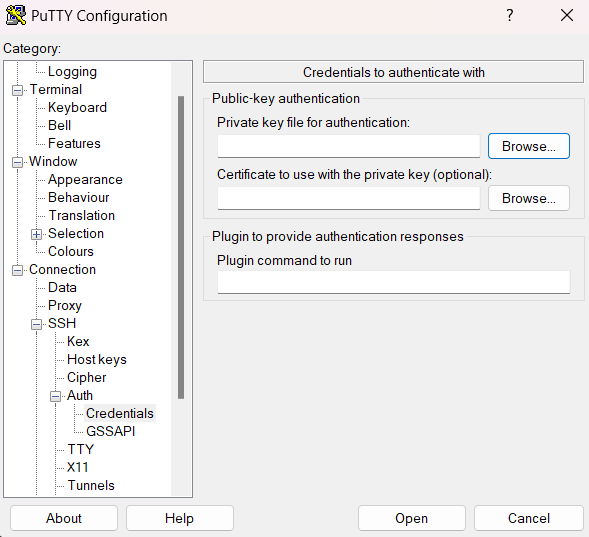 PuTTY Configuration
?
Category:
Logging
Terminal
Keyboard
Bell
Features
Window
Appearance
Behaviour
Translation
Selection
Colours
Connection
Data
Proxy
SSH
Kex
Host keys
Cipher
Auth
Credentials
GSSAPI
TTY
X11
Tunnels
Credentials to authenticate with
Public-key authentication
Private key file for authentication:
Browse...
Certificate to use with the private key (optional):
Browse...
Plugin to provide authentication responses
Plugin command to run
About
Help
Open
Cancel